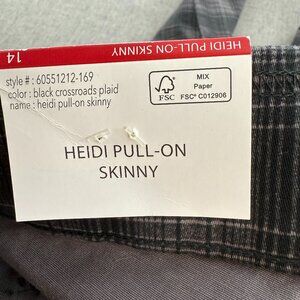 14
HEIDI PULL-ON SKINNY
style # : 60551212-169
color : black crossroads plaid
name : heidi pull-on skinny
FSC
MIX
Paper
FSC® C012906
HEIDI PULL-ON
SKINNY